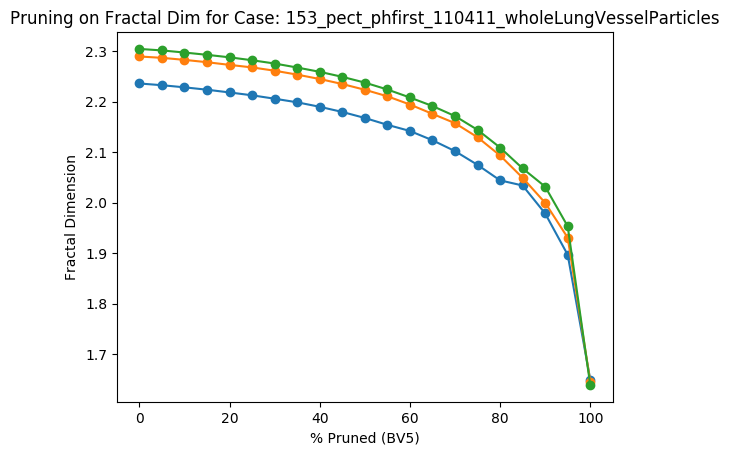 Pruning on Fractal Dim for Case: 153_pect_phfirst_110411_wholeLungVesselParticles
2.3
2.2
2.1
2.0
1.9
1.8
1.7
Fractal Dimension
0 20 40 60 80 100
% Pruned (BV5)